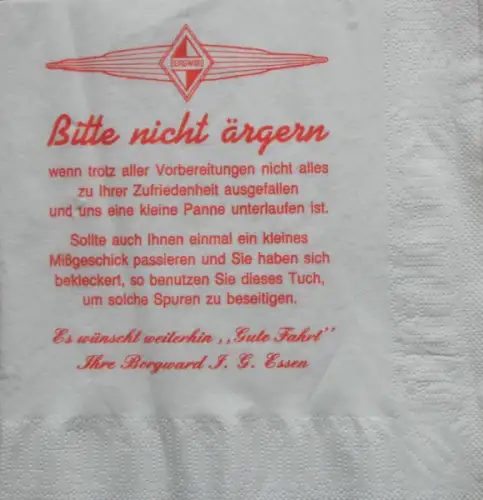 BORGWARD
Bitte nicht ärgern
wenn trotz aller Vorbereitungen nicht alles
zu Ihrer Zufriedenheit ausgefallen
und uns eine kleine Panne unterlaufen ist.
Sollte auch Ihnen einmal ein kleines
Mißgeschick passieren und Sie haben sich
bekleckert, so benutzen Sie dieses Tuch,
um solche Spuren zu beseitigen.
Es wünscht weiterhin ,,Gute Fahrt"
Ihre Borgward I. G. Essen